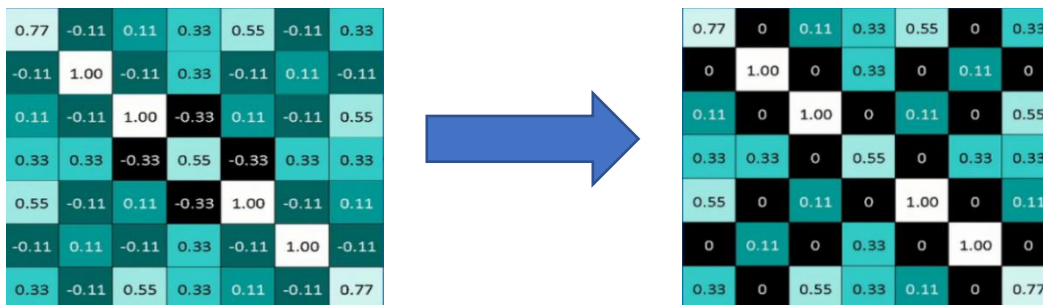 0.77 -0.11 0.11 0.33 0.55 -0.11 0.33
-0.11 1.00 -0.11 0.33 -0.11 0.11 -0.11
0.11 -0.11 1.00 -0.33 0.11 -0.11 0.55
0.33 0.33 -0.33 0.55 -0.33 0.33 0.33
0.55 -0.11 0.11 -0.33 1.00 -0.11 0.11
-0.11 0.11 -0.11 0.33 -0.11 1.00 -0.11
0.33 -0.11 0.55 0.33 0.11 -0.11 0.77
0.77 0 0.11 0.33 0.55 0 0.33
0 1.00 0 0.33 0 0.11 0
0.11 0 1.00 0 0.11 0 0.55
0.33 0.33 0 0.55 0 0.33 0.33
0.55 0 0.11 0 1.00 0 0.11
0 0.11 0 0.33 0 1.00 0
0.33 0 0.55 0.33 0.11 0 0.77